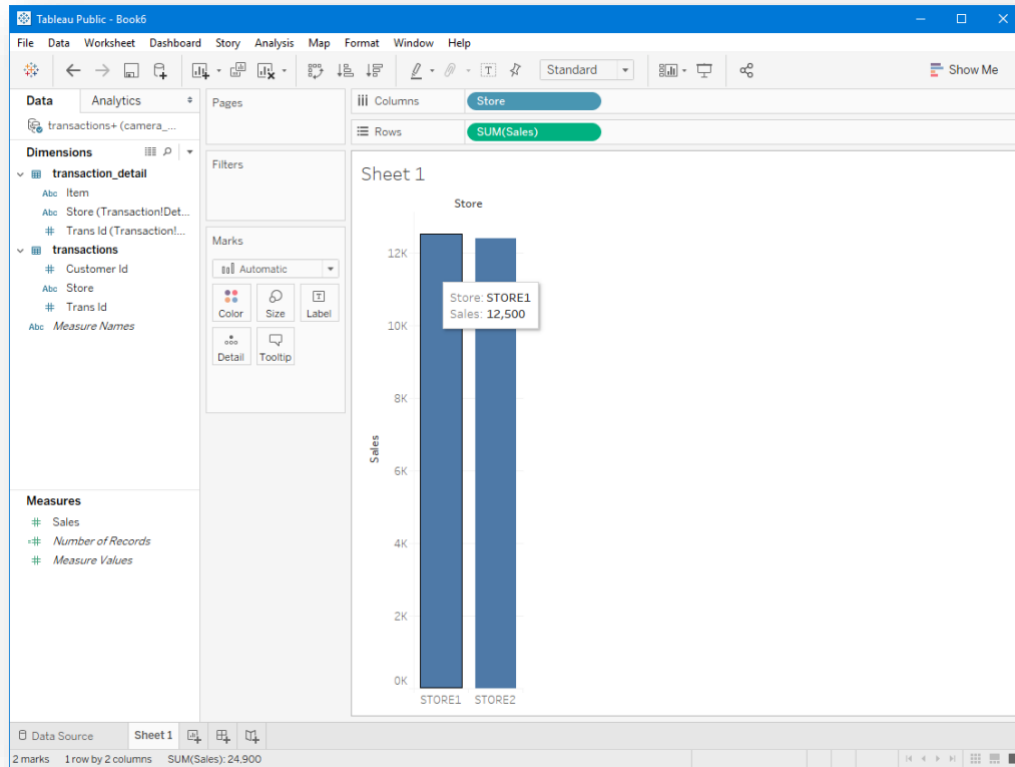 Tableau Public - Book6
File Data Worksheet Dashboard Story Analysis Map Format Window Help
Standard
Show Me
Data Analytics
transactions+ (camera_...
Dimensions
transaction_detail
Abc Item
Abc Store (Transaction!Det...
# Trans Id (Transaction!...
transactions
# Customer Id
Abc Store
# Trans Id
Abc Measure Names
Measures
# Sales
=# Number of Records
# Measure Values
Pages
Filters
Marks
Automatic
Color Size Label
Detail Tooltip
Columns Store
Rows SUM(Sales)
Sheet 1
Store
12K
10K
8K
6K
4K
2K
0K
Sales
Store: STORE1
Sales: 12,500
STORE1 STORE2
Data Source Sheet 1
2 marks 1 row by 2 columns SUM(Sales): 24,900